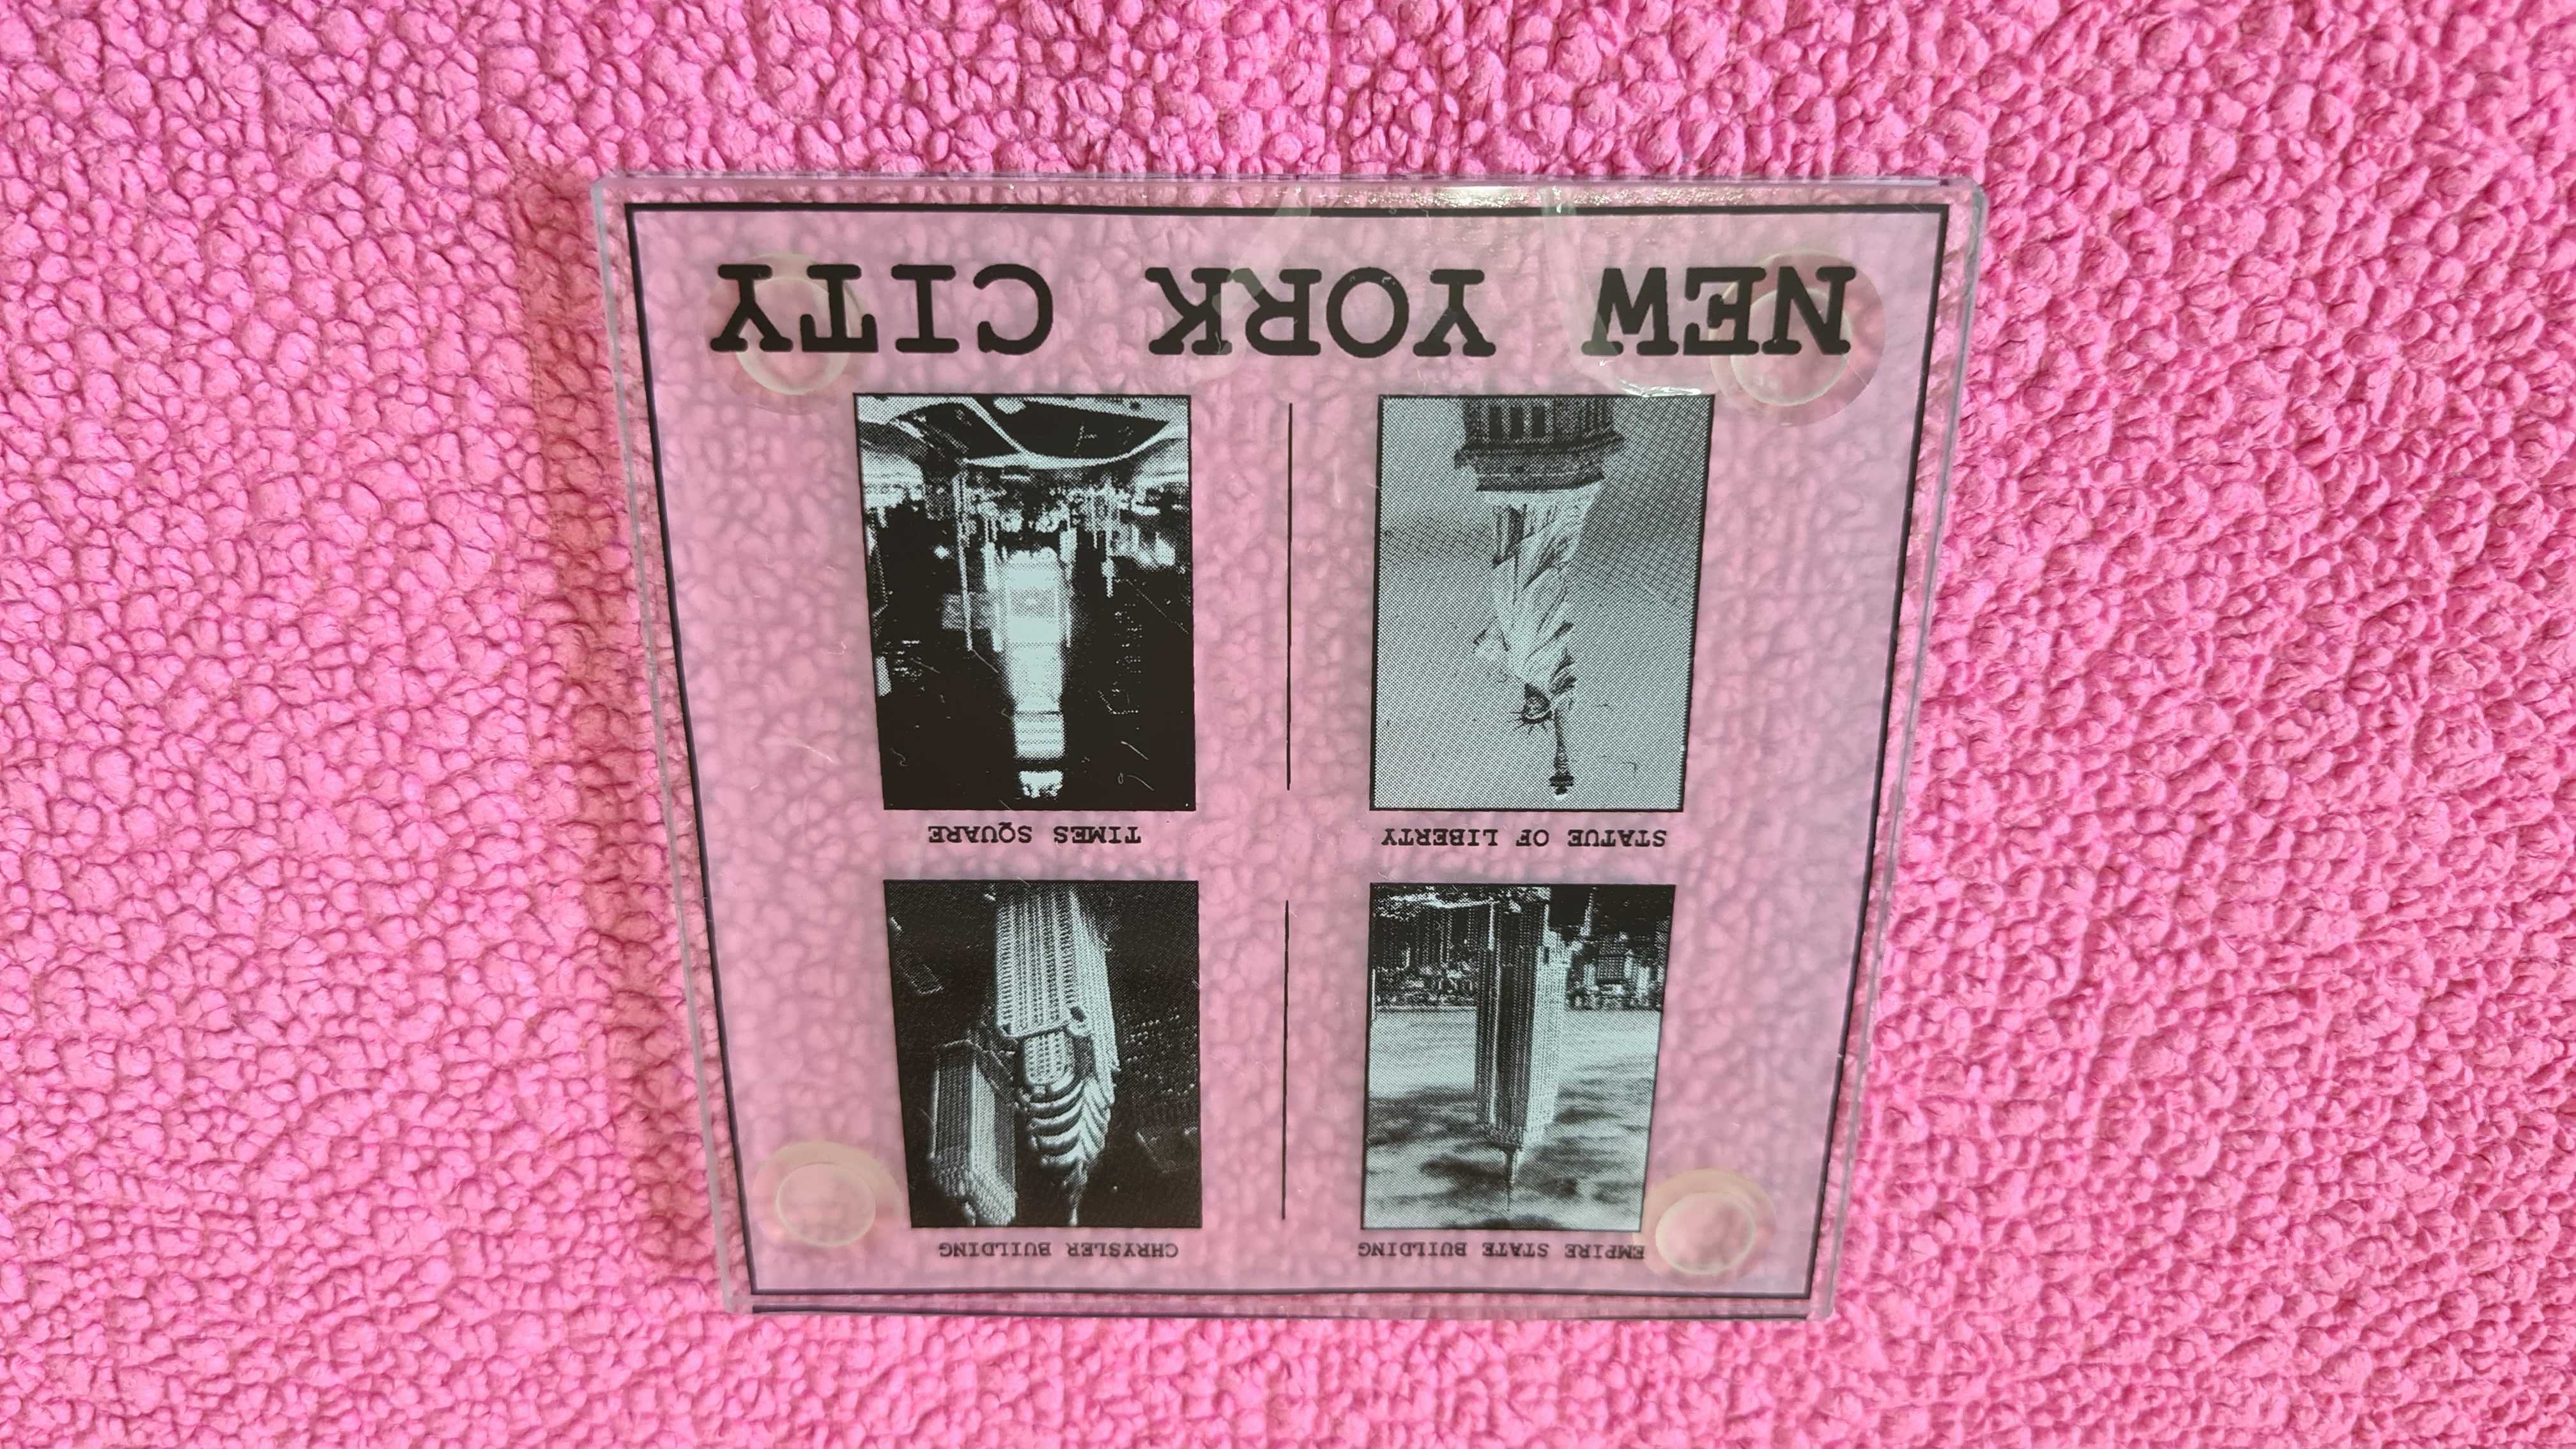 NEW YORK CITY
STATUE OF LIBERTY
TIMES SQUARE
EMPIRE STATE BUILDING
CHRYSLER BUILDING